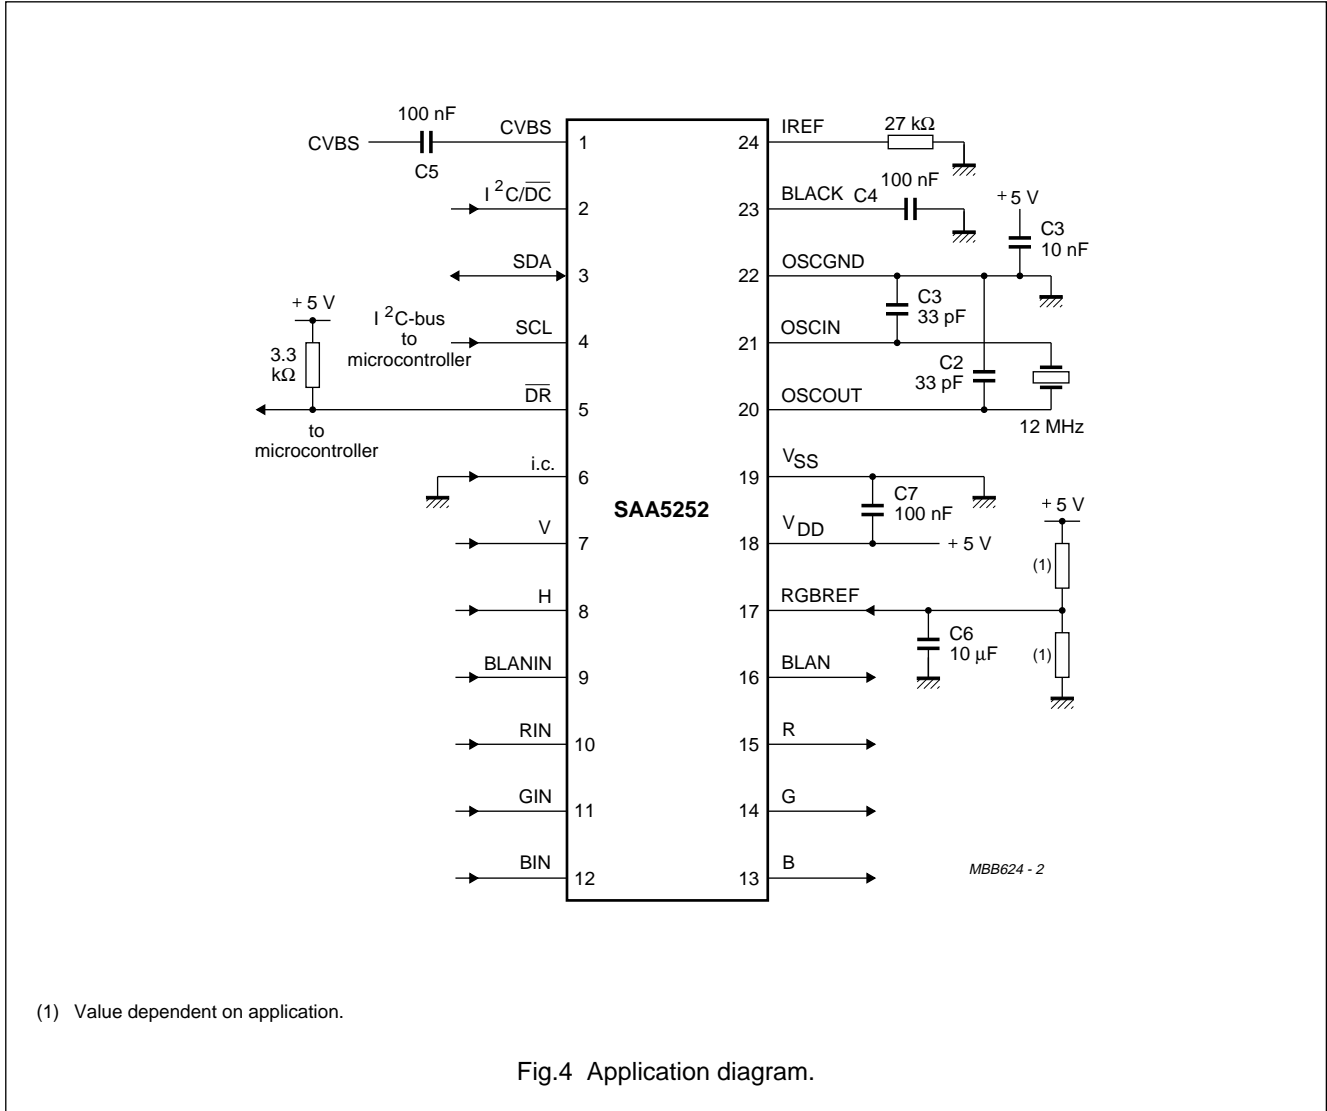 100 nF
CVBS
CVBS
C5
I²C/D̅C̅
SDA
+ 5 V
I²C-bus
to
microcontroller
SCL
3.3
kΩ
D̅R̅
to
microcontroller
i.c.
V
H
BLANIN
RIN
GIN
BIN
1
2
3
4
5
6
7
8
9
10
11
12
SAA5252
24
23
22
21
20
19
18
17
16
15
14
13
IREF
27 kΩ
100 nF
BLACK
C4
+ 5 V
C3
10 nF
OSCGND
C3
33 pF
OSCIN
C2
33 pF
OSCOUT
12 MHz
VSS
C7
100 nF
VDD
+ 5 V
+ 5 V
(1)
RGBREF
C6
10 μF
(1)
BLAN
R
G
B
MBB624 - 2
(1) Value dependent on application.
Fig.4 Application diagram.